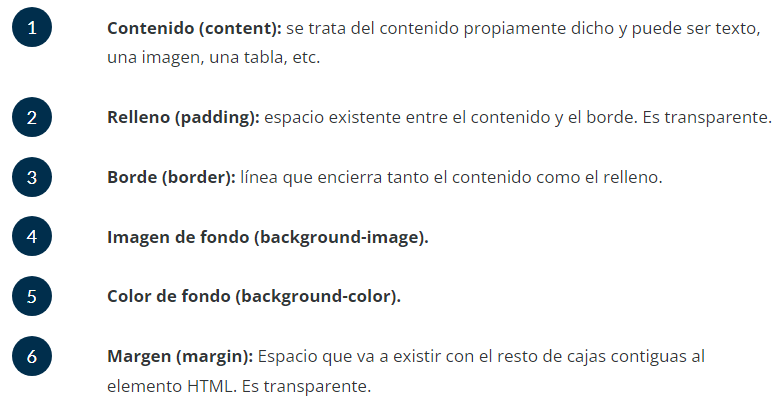 1
Contenido (content): se trata del contenido propiamente dicho y puede ser texto,
una imagen, una tabla, etc.
2
Relleno (padding): espacio existente entre el contenido y el borde. Es transparente.
3
Borde (border): línea que encierra tanto el contenido como el relleno.
4
Imagen de fondo (background-image).
5
Color de fondo (background-color).
6
Margen (margin): Espacio que va a existir con el resto de cajas contiguas al
elemento HTML. Es transparente.